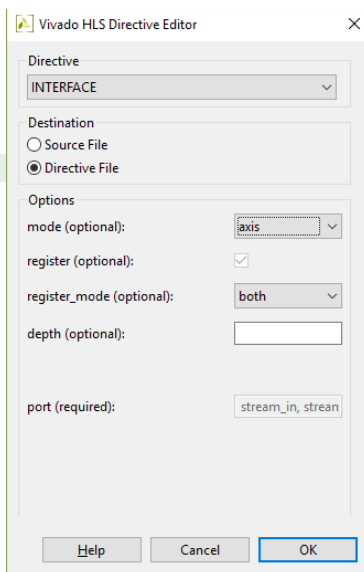 Vivado HLS Directive Editor
Directive
INTERFACE
Destination
Source File
Directive File
Options
mode (optional): axis
register (optional):
register_mode (optional): both
depth (optional):
port (required): stream_in, stream
Help Cancel OK